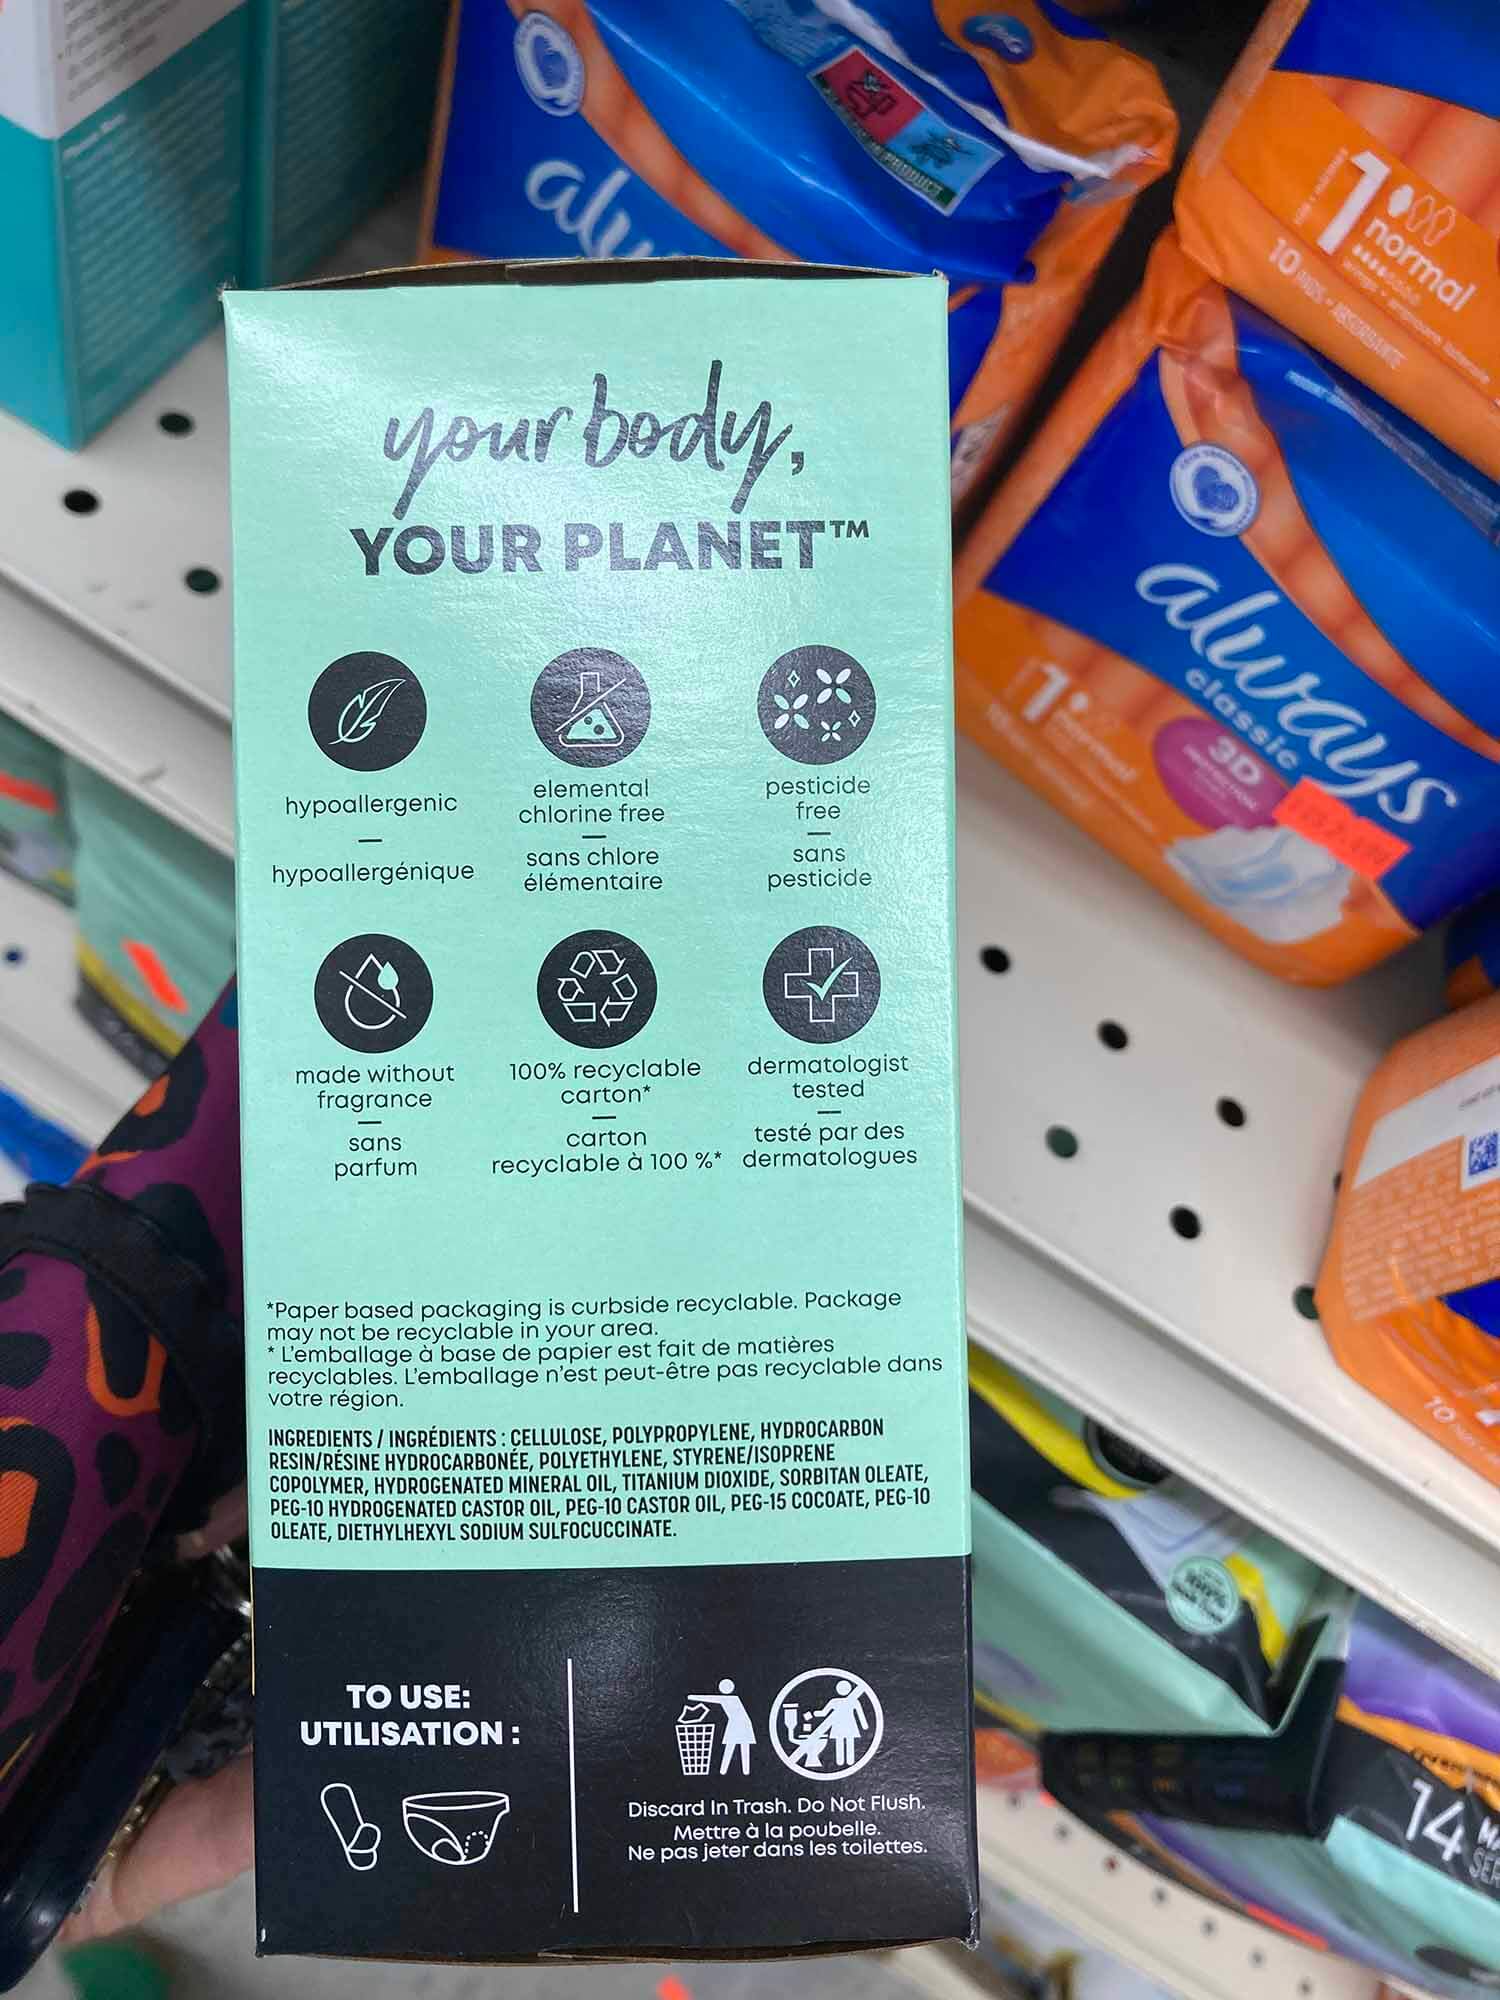 your body,
YOUR PLANET™
hypoallergenic
—
hypoallergénique
elemental
chlorine free
—
sans chlore
élémentaire
pesticide
free
—
sans
pesticide
made without
fragrance
—
sans
parfum
100% recyclable
carton*
—
carton
recyclable à 100 %*
dermatologist
tested
—
testé par des
dermatologues
*Paper based packaging is curbside recyclable. Package
may not be recyclable in your area.
* L'emballage à base de papier est fait de matières
recyclables. L'emballage n'est peut-être pas recyclable dans
votre région.
INGREDIENTS / INGRÉDIENTS : CELLULOSE, POLYPROPYLENE, HYDROCARBON
RESIN/RÉSINE HYDROCARBONÉE, POLYETHYLENE, STYRENE/ISOPRENE
COPOLYMER, HYDROGENATED MINERAL OIL, TITANIUM DIOXIDE, SORBITAN OLEATE,
PEG-10 HYDROGENATED CASTOR OIL, PEG-10 CASTOR OIL, PEG-15 COCOATE, PEG-10
OLEATE, DIETHYLHEXYL SODIUM SULFOCUCCINATE.
TO USE:
UTILISATION :
Discard In Trash. Do Not Flush.
Mettre à la poubelle.
Ne pas jeter dans les toilettes.
P&G
PRODUCT
1 normal
10
always
classic
3D
1 normal
10
14